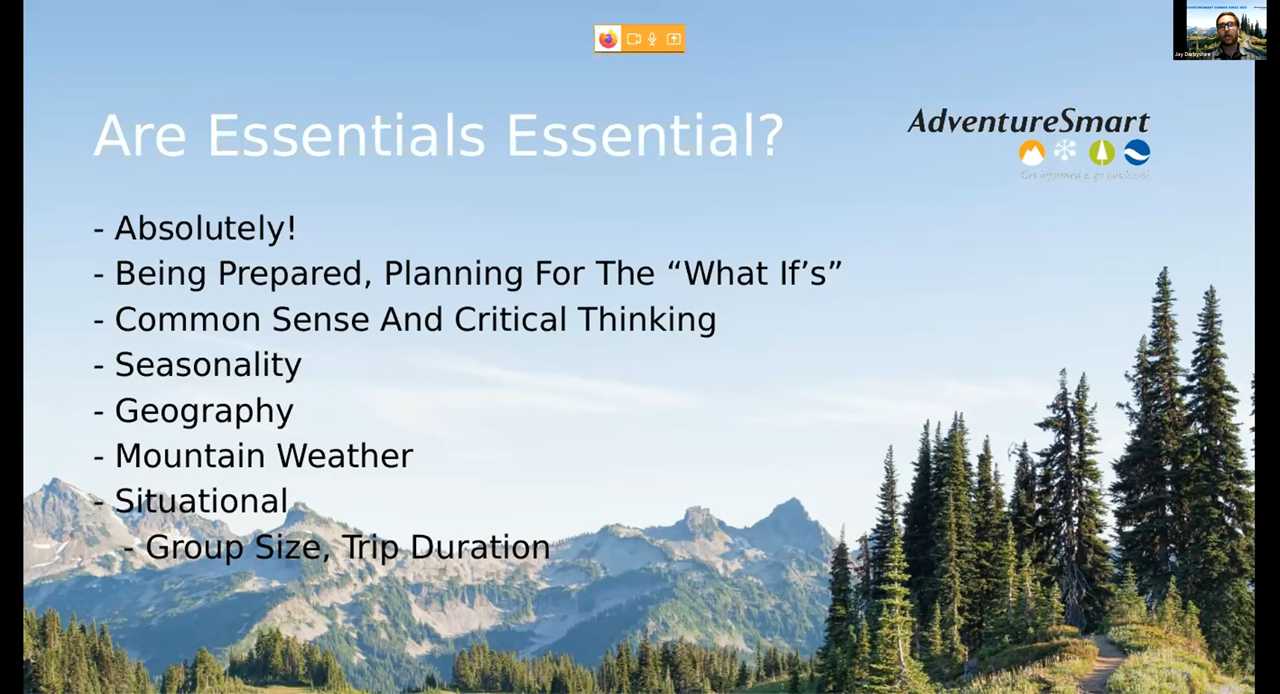 Are Essentials Essential?
AdventureSmart
Get informed & go outdoors!
- Absolutely!
- Being Prepared, Planning For The “What If’s”
- Common Sense And Critical Thinking
- Seasonality
- Geography
- Mountain Weather
- Situational
- Group Size, Trip Duration